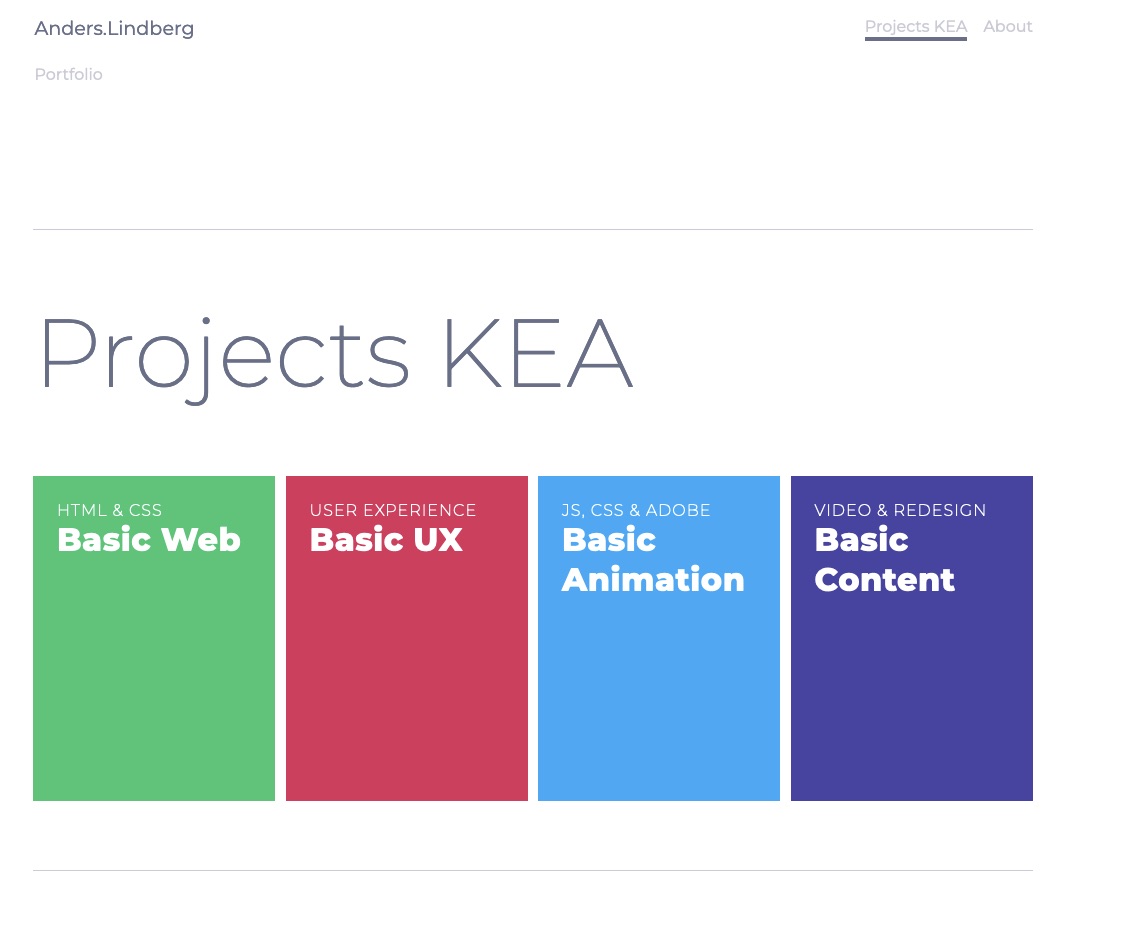 Anders.Lindberg
Projects KEA
About
Portfolio
Projects KEA
HTML & CSS
Basic Web
USER EXPERIENCE
Basic UX
JS, CSS & ADOBE
Basic
Animation
VIDEO & REDESIGN
Basic
Content